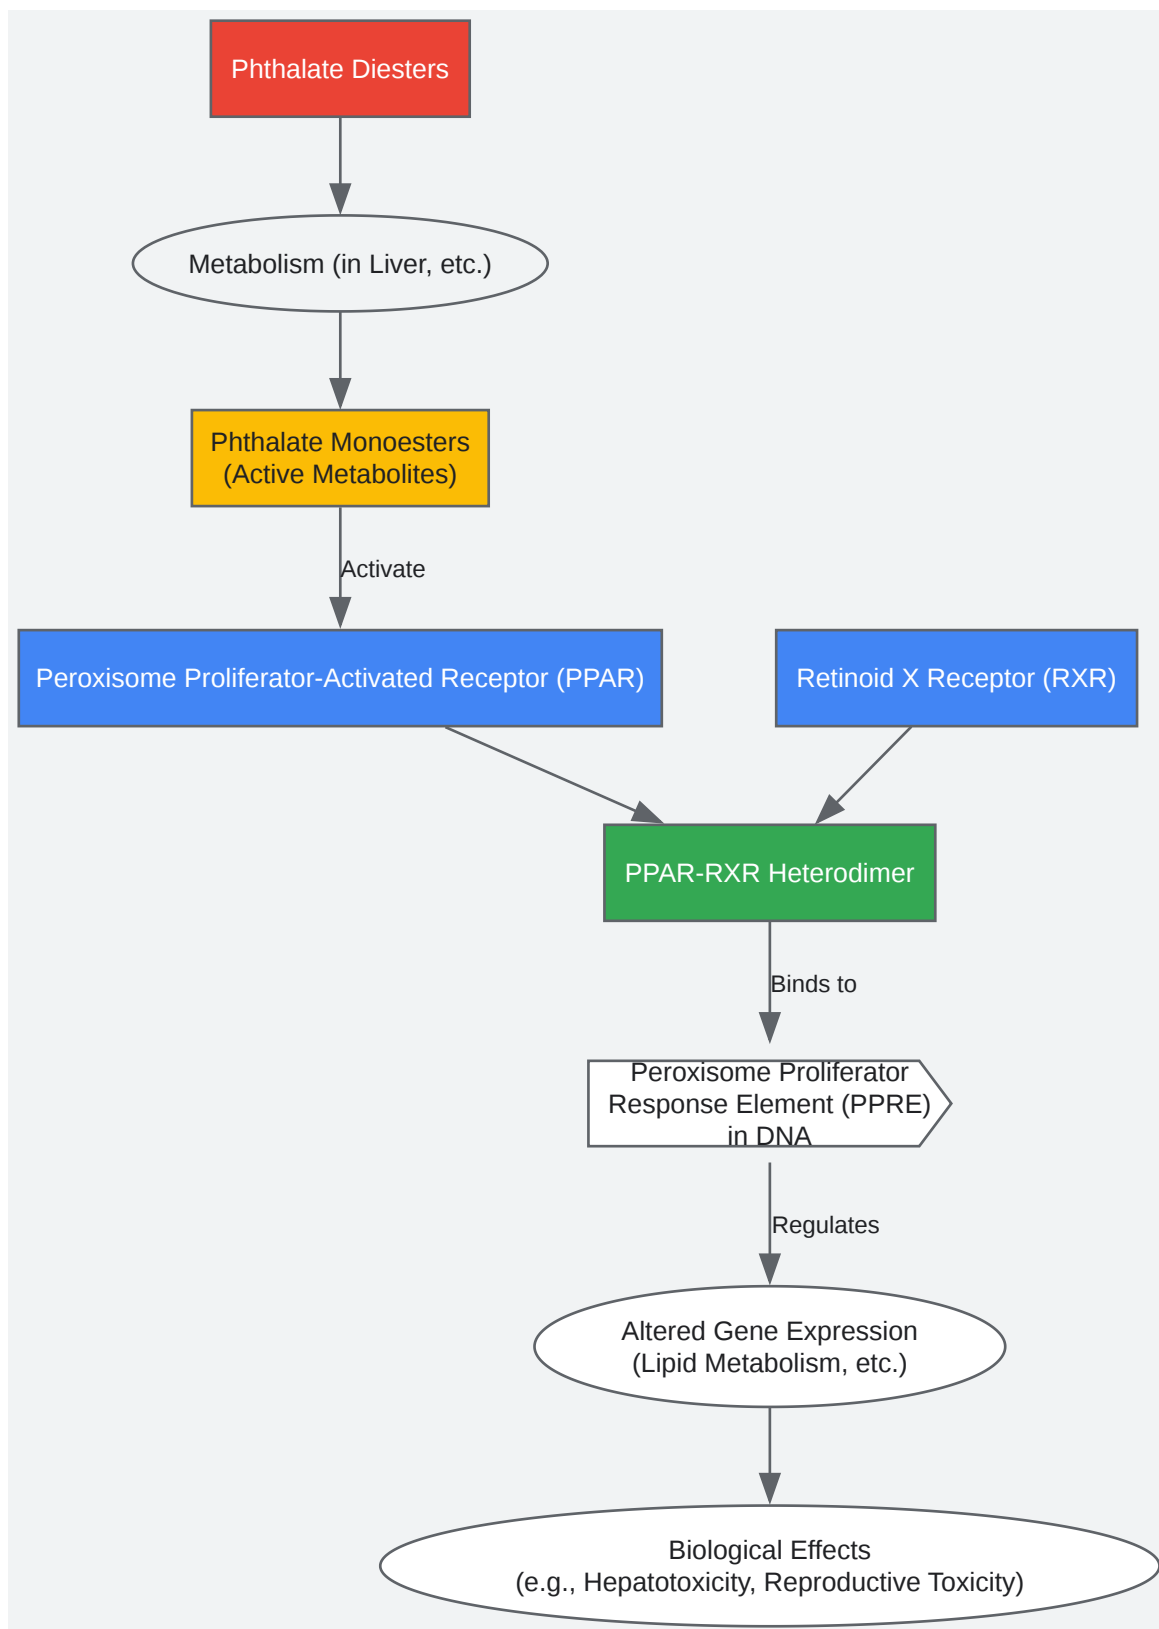 Phthalate Diesters
Metabolism (in Liver, etc.)
Phthalate Monoesters
(Active Metabolites)
Activate
Peroxisome Proliferator-Activated Receptor (PPAR)
Retinoid X Receptor (RXR)
PPAR-RXR Heterodimer
Binds to
Peroxisome Proliferator
Response Element (PPRE)
in DNA
Regulates
Altered Gene Expression
(Lipid Metabolism, etc.)
Biological Effects
(e.g., Hepatotoxicity, Reproductive Toxicity)